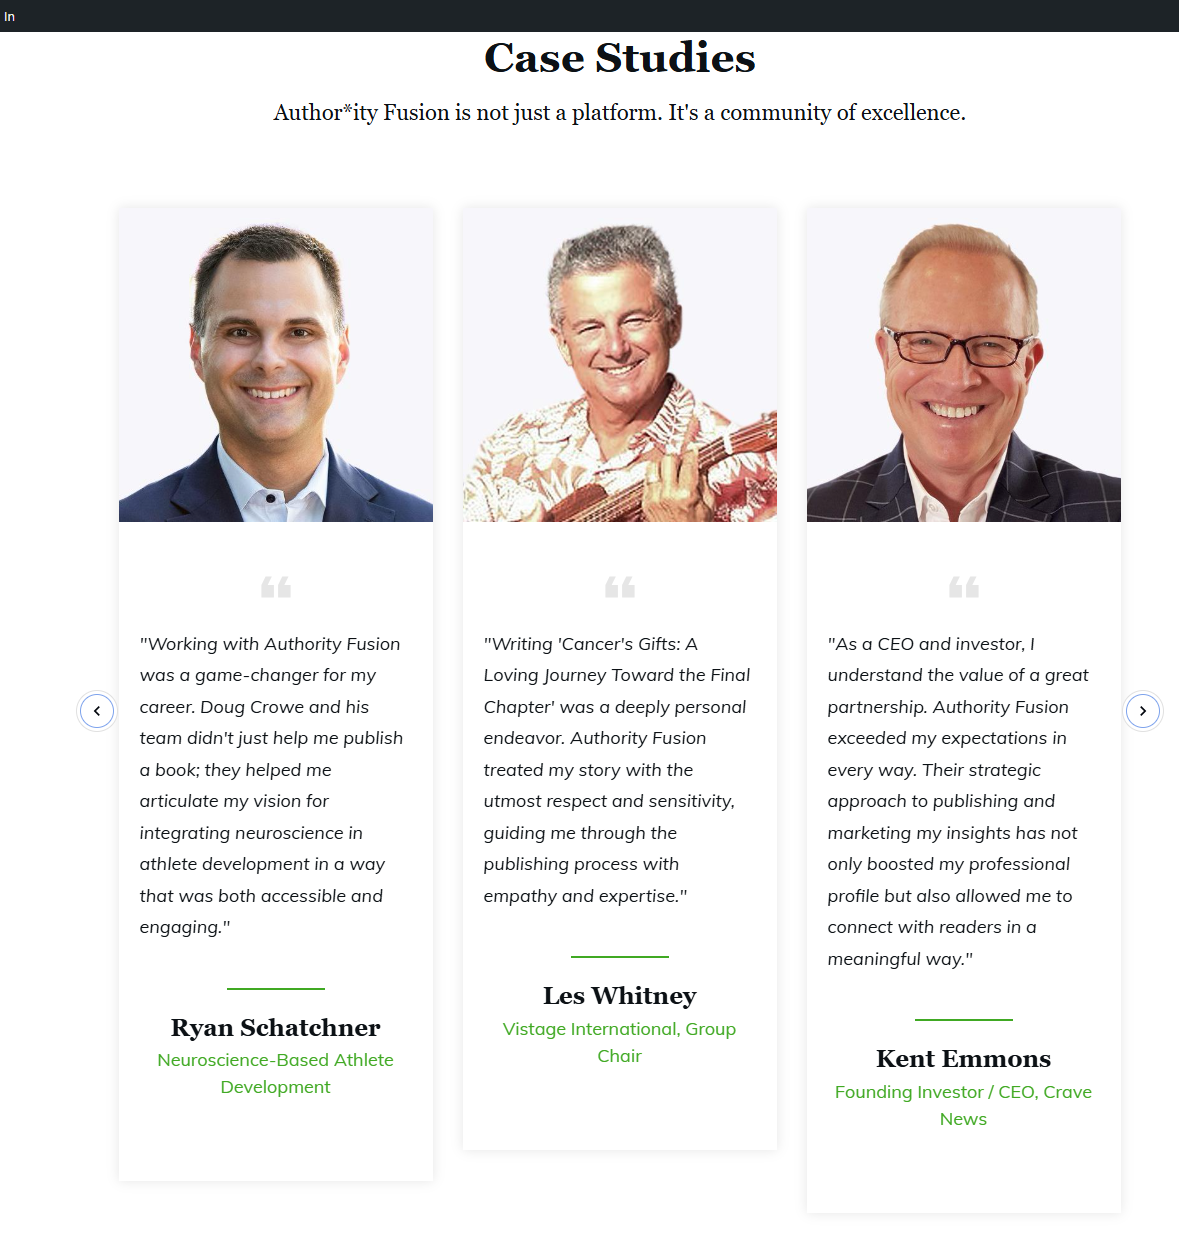 In
Case Studies
Author*ity Fusion is not just a platform. It's a community of excellence.
"Working with Authority Fusion
was a game-changer for my
career. Doug Crowe and his
team didn't just help me publish
a book; they helped me
articulate my vision for
integrating neuroscience in
athlete development in a way
that was both accessible and
engaging."
Ryan Schatchner
Neuroscience-Based Athlete
Development
"Writing 'Cancer's Gifts: A
Loving Journey Toward the Final
Chapter' was a deeply personal
endeavor. Authority Fusion
treated my story with the
utmost respect and sensitivity,
guiding me through the
publishing process with
empathy and expertise."
Les Whitney
Vistage International, Group
Chair
"As a CEO and investor, I
understand the value of a great
partnership. Authority Fusion
exceeded my expectations in
every way. Their strategic
approach to publishing and
marketing my insights has not
only boosted my professional
profile but also allowed me to
connect with readers in a
meaningful way."
Kent Emmons
Founding Investor / CEO, Crave
News